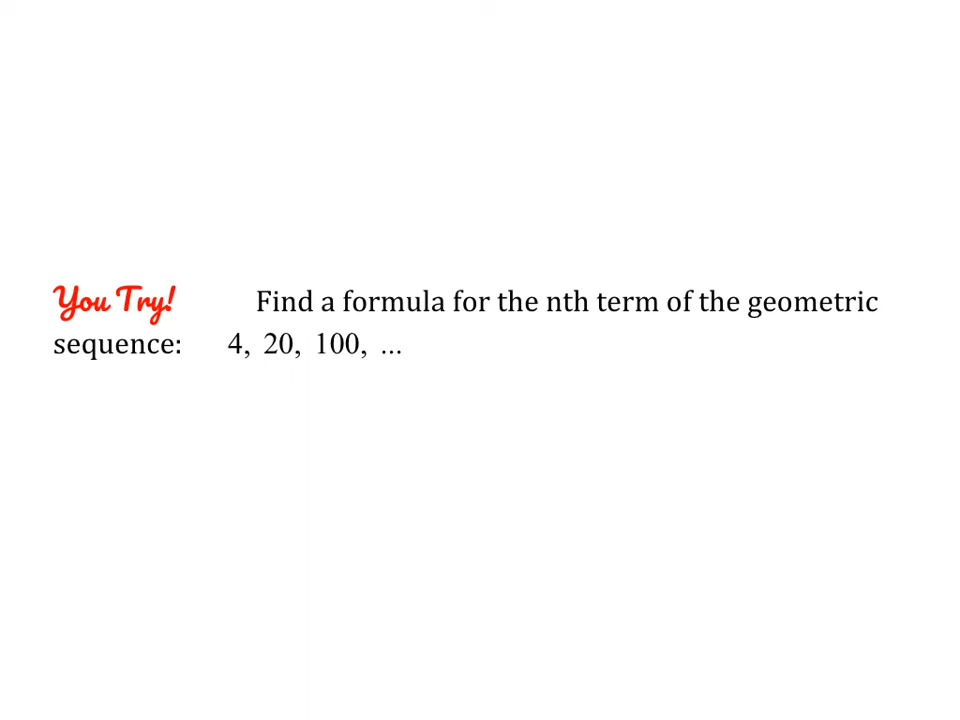 You Try! Find a formula for the nth term of the geometric
sequence: 4, 20, 100, ...